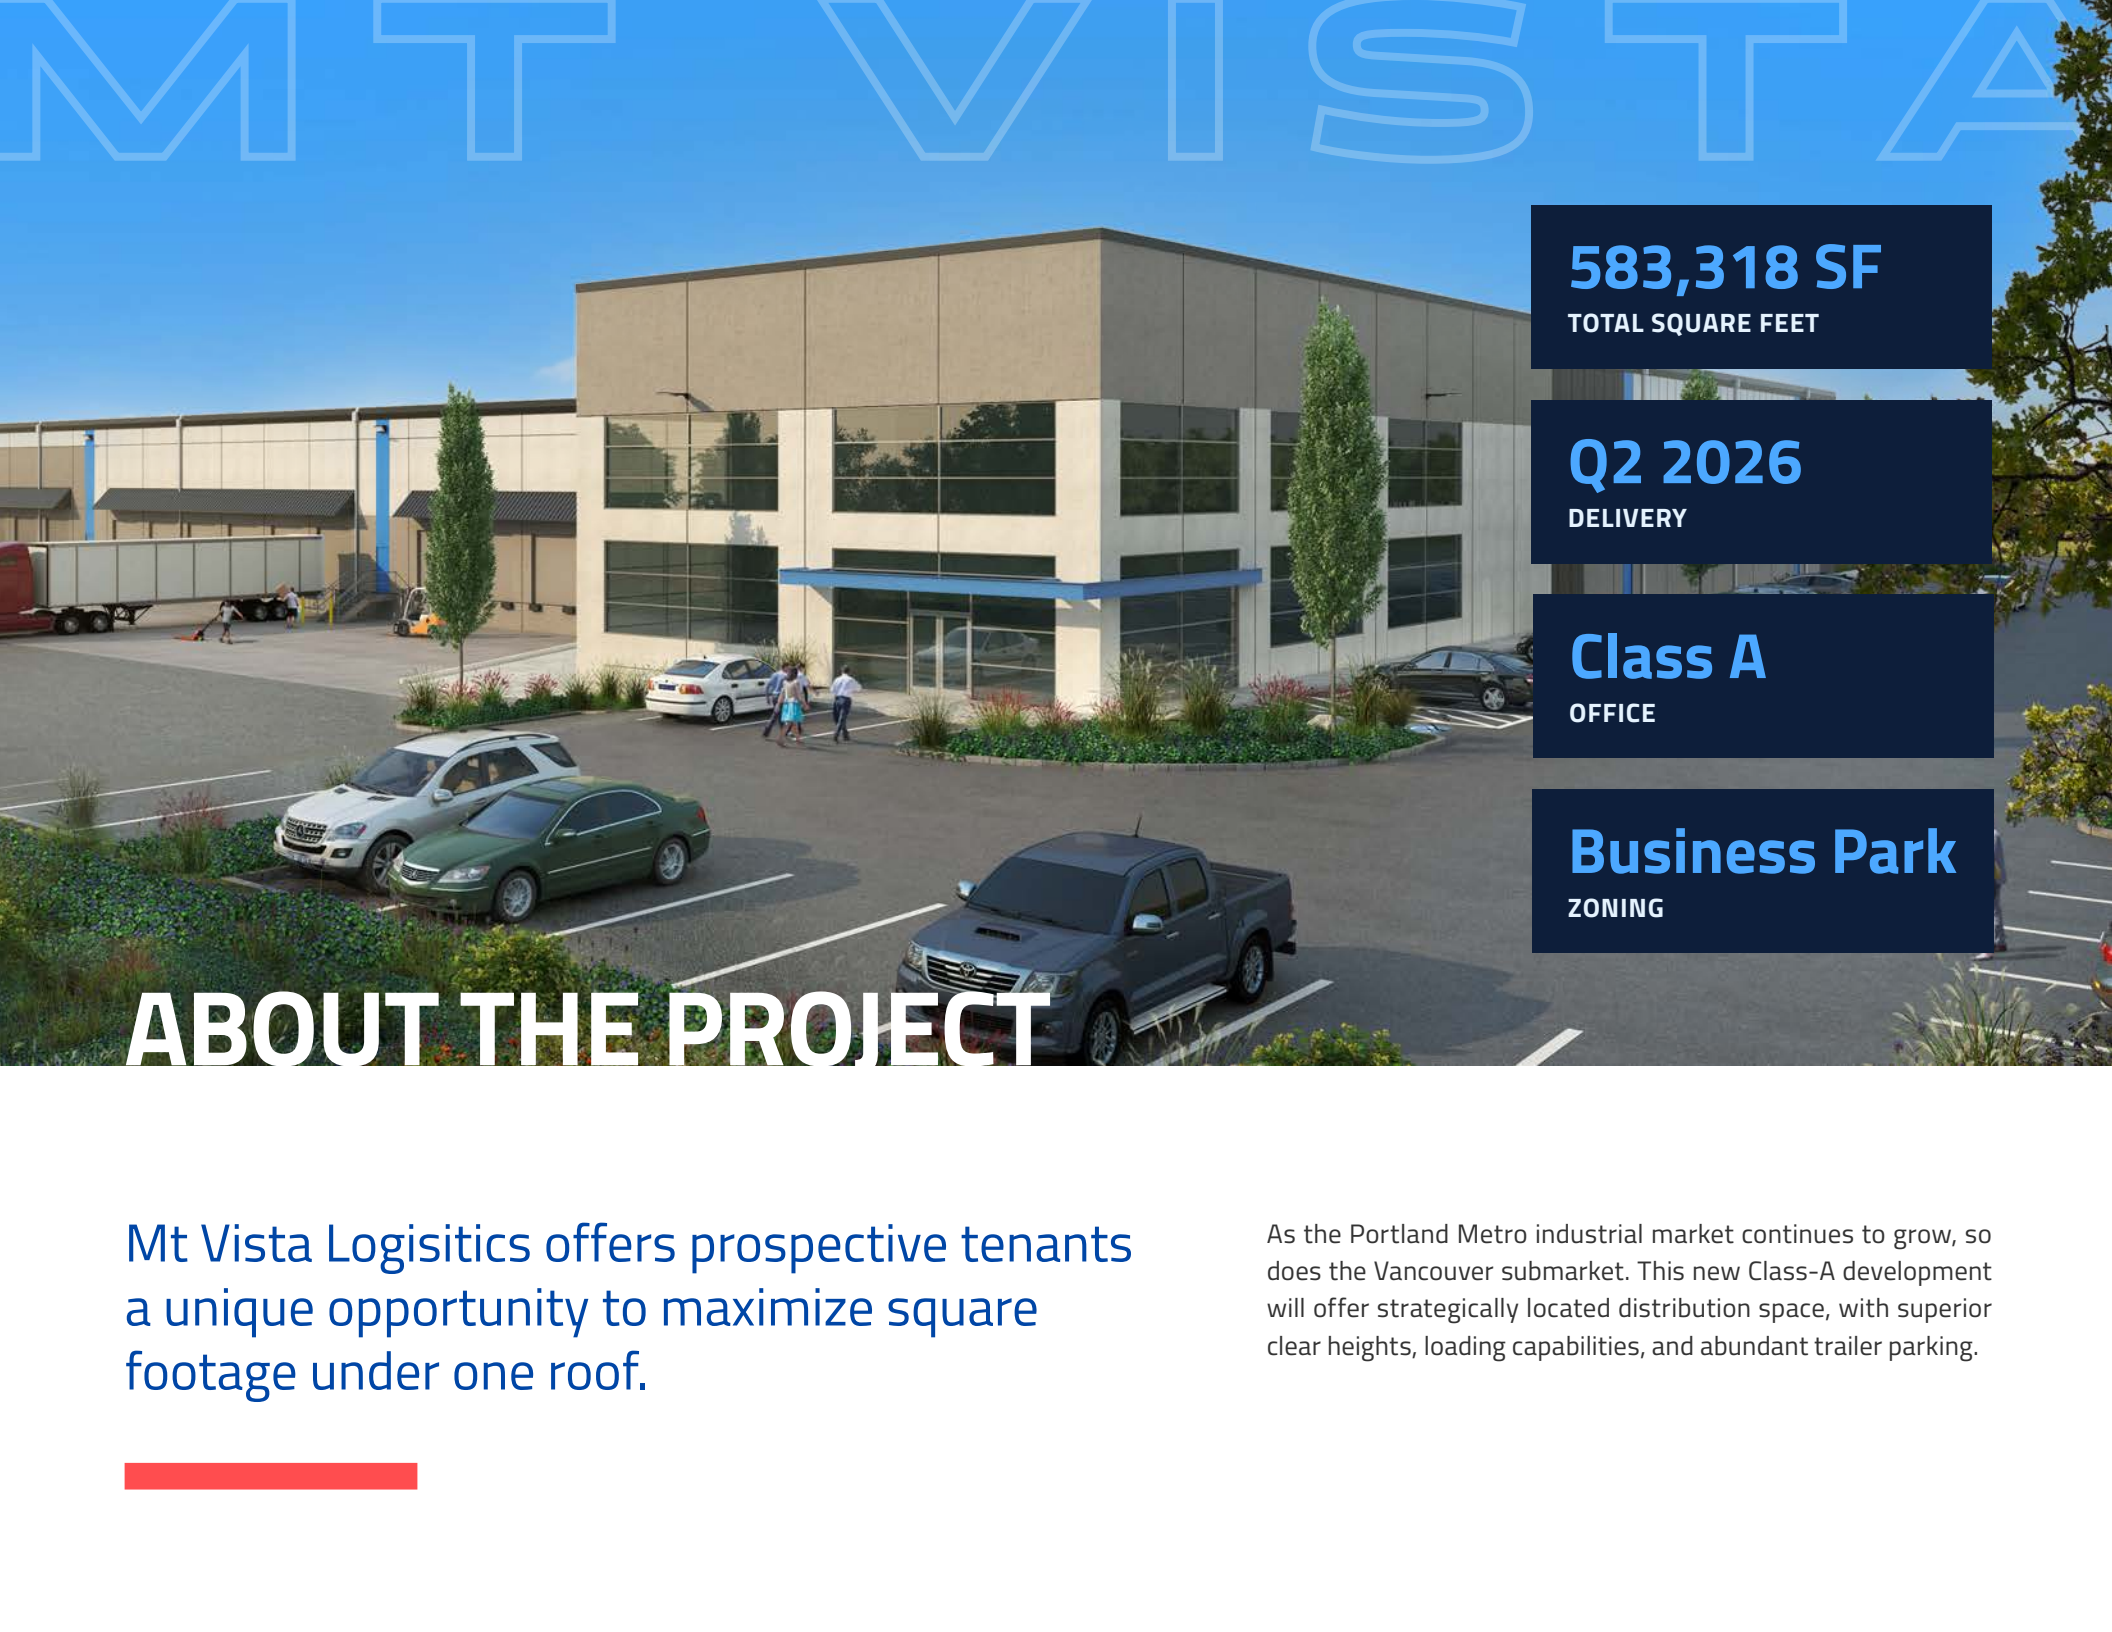 MT VISTA
583,318 SF
TOTAL SQUARE FEET
Q2 2026
DELIVERY
Class A
OFFICE
Business Park
ZONING
ABOUT THE PROJECT
Mt Vista Logisitics offers prospective tenants
a unique opportunity to maximize square
footage under one roof.
As the Portland Metro industrial market continues to grow, so
does the Vancouver submarket. This new Class-A development
will offer strategically located distribution space, with superior
clear heights, loading capabilities, and abundant trailer parking.